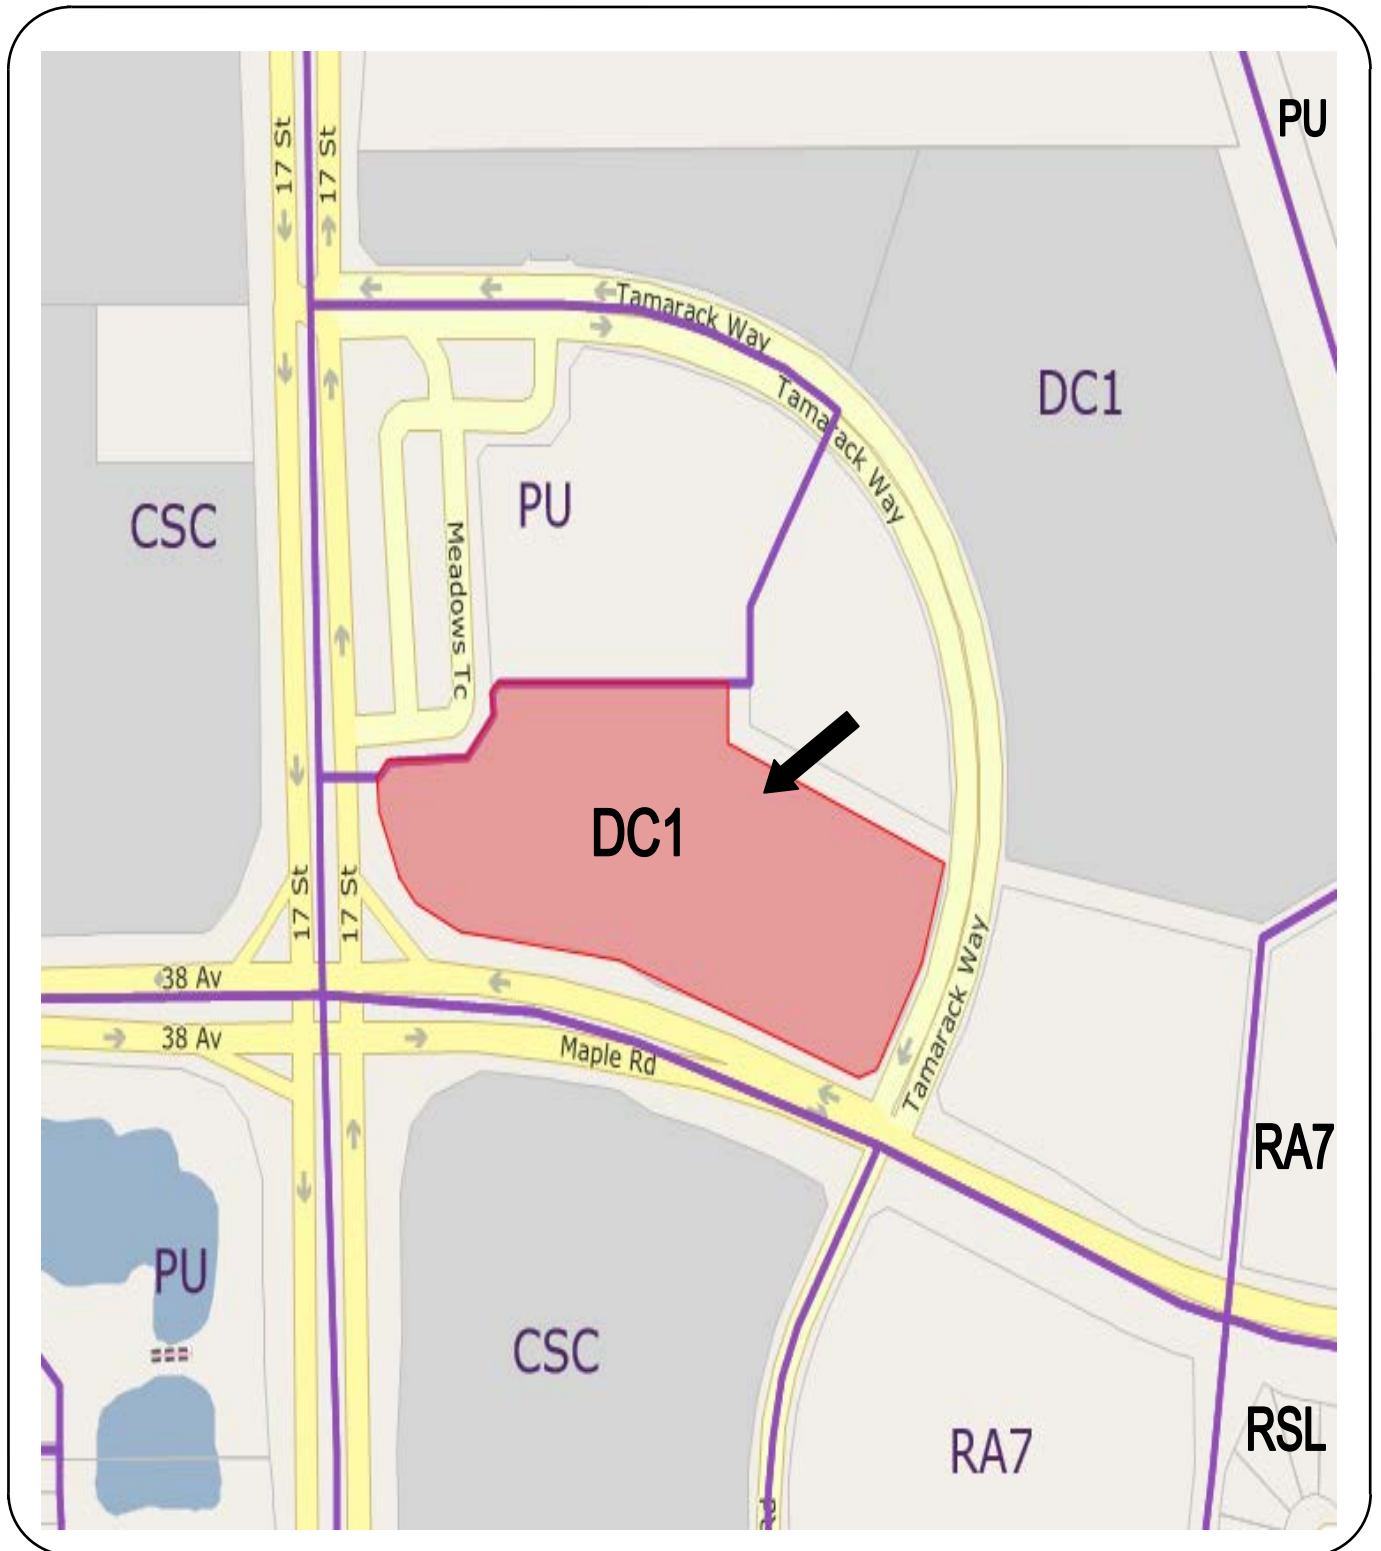 PU
17 St
17 St
Tamarack Way
DC1
Tamarack Way
CSC
PU
Meadows Tc
DC1
17 St
17 St
38 Av
Tamarack Way
38 Av
Maple Rd
RA7
PU
CSC
RSL
RA7